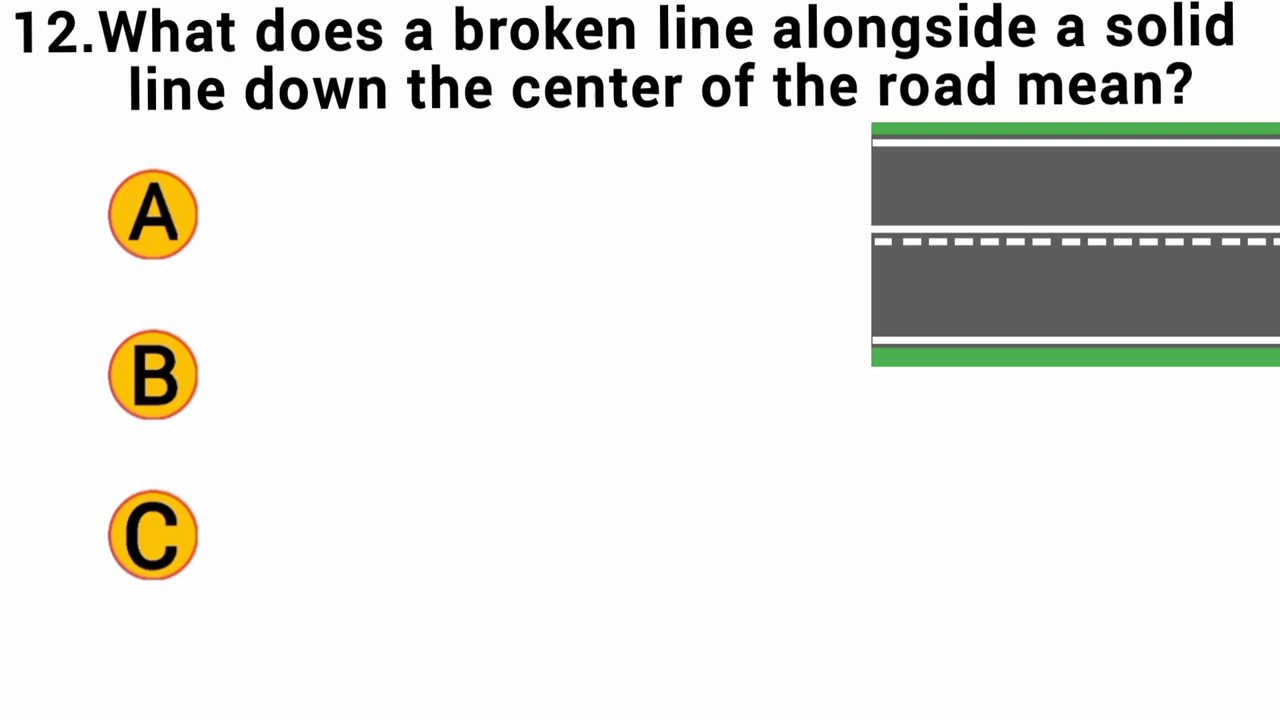 12.What does a broken line alongside a solid
line down the center of the road mean?
A
B
C